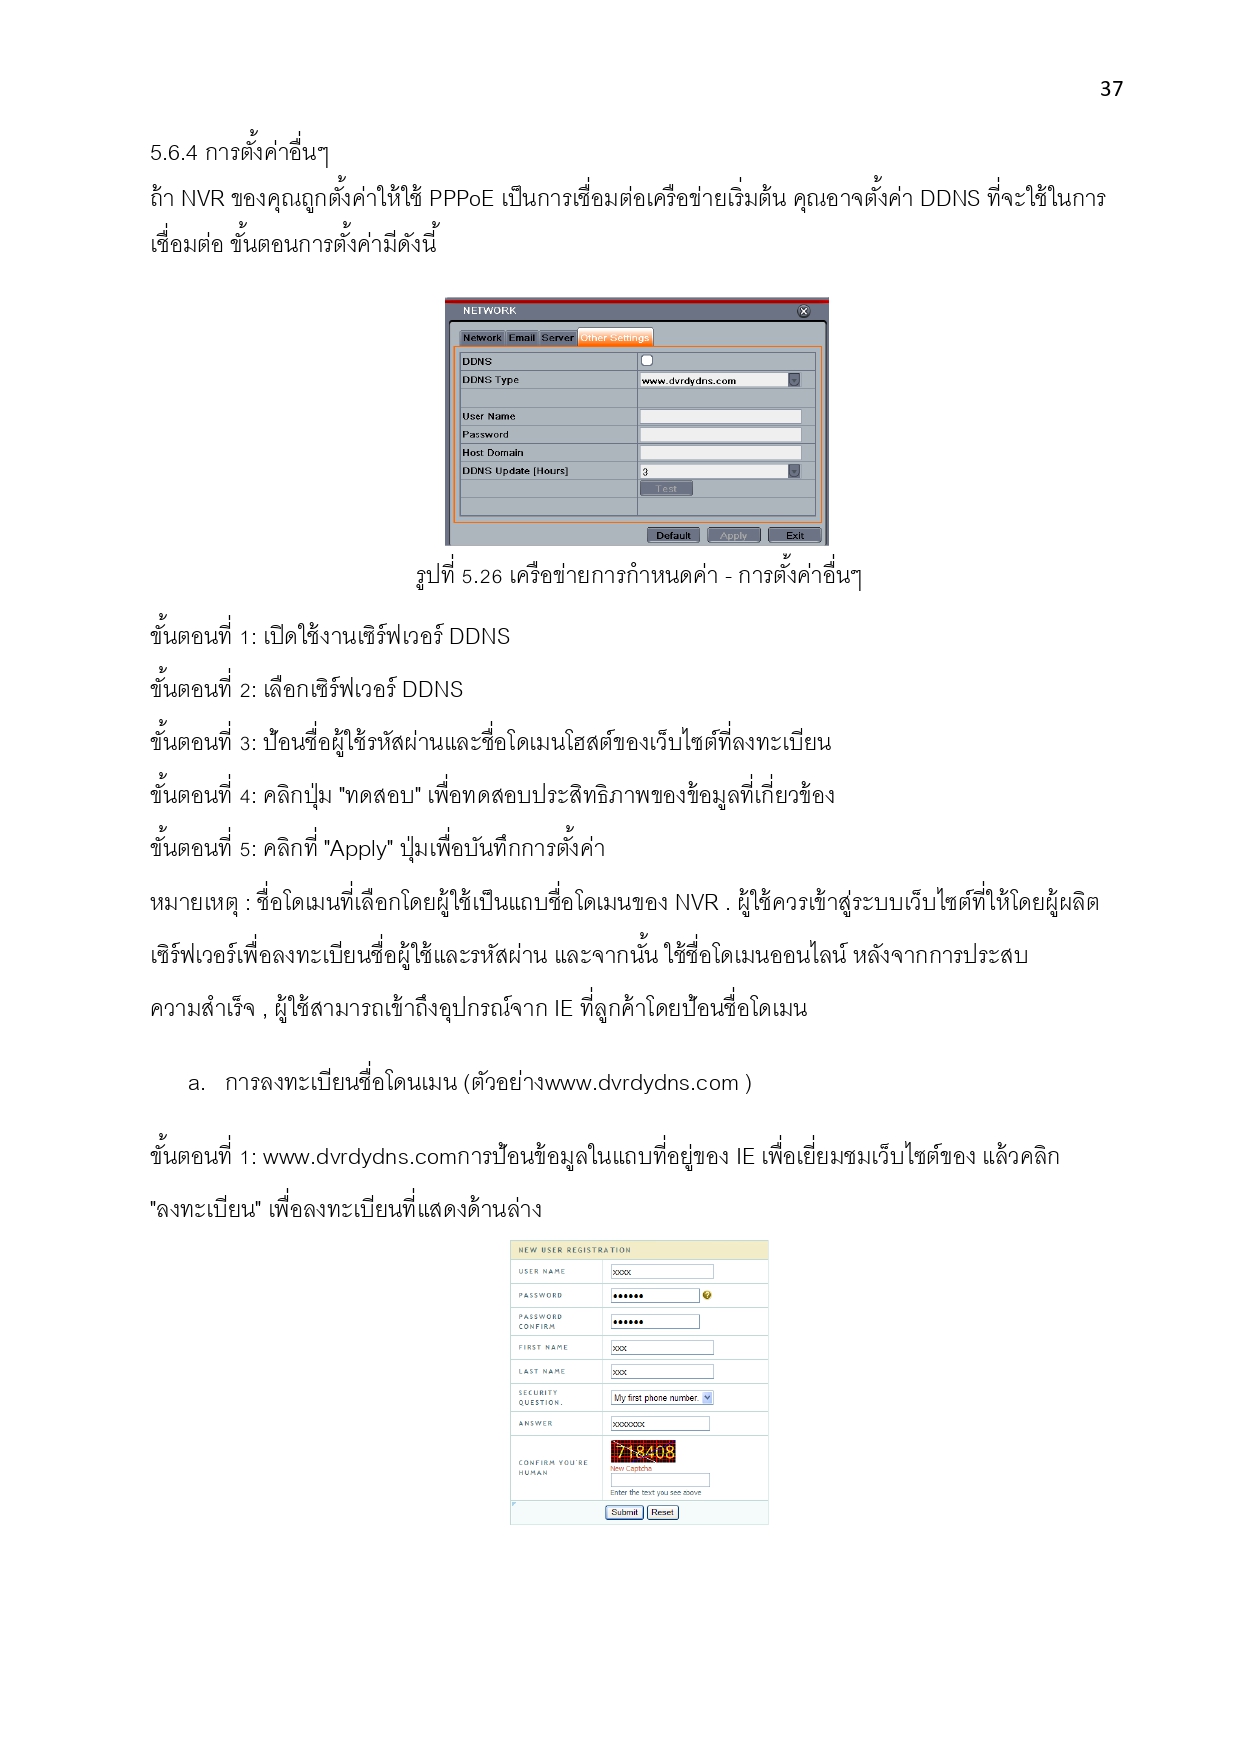 37
5.6.4 การตั้งค่าอื่นๆ
ถ้า NVR ของคุณถูกตั้งค่าให้ใช้ PPPoE เป็นการเชื่อมต่อเครือข่ายเริ่มต้น คุณอาจตั้งค่า DDNS ที่จะใช้ในการ
เชื่อมต่อ ขั้นตอนการตั้งค่ามีดังนี้
NETWORK
Network Email Server Other Settings
DDNS
DDNS Type www.dvrdydns.com
User Name
Password
Host Domain
DDNS Update [Hours] 3
Test
Default Apply Exit
รูปที่ 5.26 เครือข่ายการกำหนดค่า - การตั้งค่าอื่นๆ
ขั้นตอนที่ 1: เปิดใช้งานเซิร์ฟเวอร์ DDNS
ขั้นตอนที่ 2: เลือกเซิร์ฟเวอร์ DDNS
ขั้นตอนที่ 3: ป้อนชื่อผู้ใช้รหัสผ่านและชื่อโดเมนโฮสต์ของเว็บไซต์ที่ลงทะเบียน
ขั้นตอนที่ 4: คลิกปุ่ม "ทดสอบ" เพื่อทดสอบประสิทธิภาพของข้อมูลที่เกี่ยวข้อง
ขั้นตอนที่ 5: คลิกที่ "Apply" ปุ่มเพื่อบันทึกการตั้งค่า
หมายเหตุ : ชื่อโดเมนที่เลือกโดยผู้ใช้เป็นแถบชื่อโดเมนของ NVR . ผู้ใช้ควรเข้าสู่ระบบเว็บไซต์ที่ให้โดยผู้ผลิต
เซิร์ฟเวอร์เพื่อลงทะเบียนชื่อผู้ใช้และรหัสผ่าน และจากนั้น ใช้ชื่อโดเมนออนไลน์ หลังจากการประสบ
ความสำเร็จ , ผู้ใช้สามารถเข้าถึงอุปกรณ์จาก IE ที่ลูกค้าโดยป้อนชื่อโดเมน
a. การลงทะเบียนชื่อโดนเมน (ตัวอย่างwww.dvrdydns.com )
ขั้นตอนที่ 1: www.dvrdydns.comการป้อนข้อมูลในแถบที่อยู่ของ IE เพื่อเยี่ยมชมเว็บไซต์ของ แล้วคลิก
"ลงทะเบียน" เพื่อลงทะเบียนที่แสดงด้านล่าง
NEW USER REGISTRATION
USER NAME xxxx
PASSWORD ••••••
PASSWORD
CONFIRM ••••••
FIRST NAME xxx
LAST NAME xxx
SECURITY
QUESTION. My first phone number.
ANSWER xxxxxxx
718408
New Captcha
CONFIRM YOU'RE
HUMAN
Enter the text you see above
Submit Reset